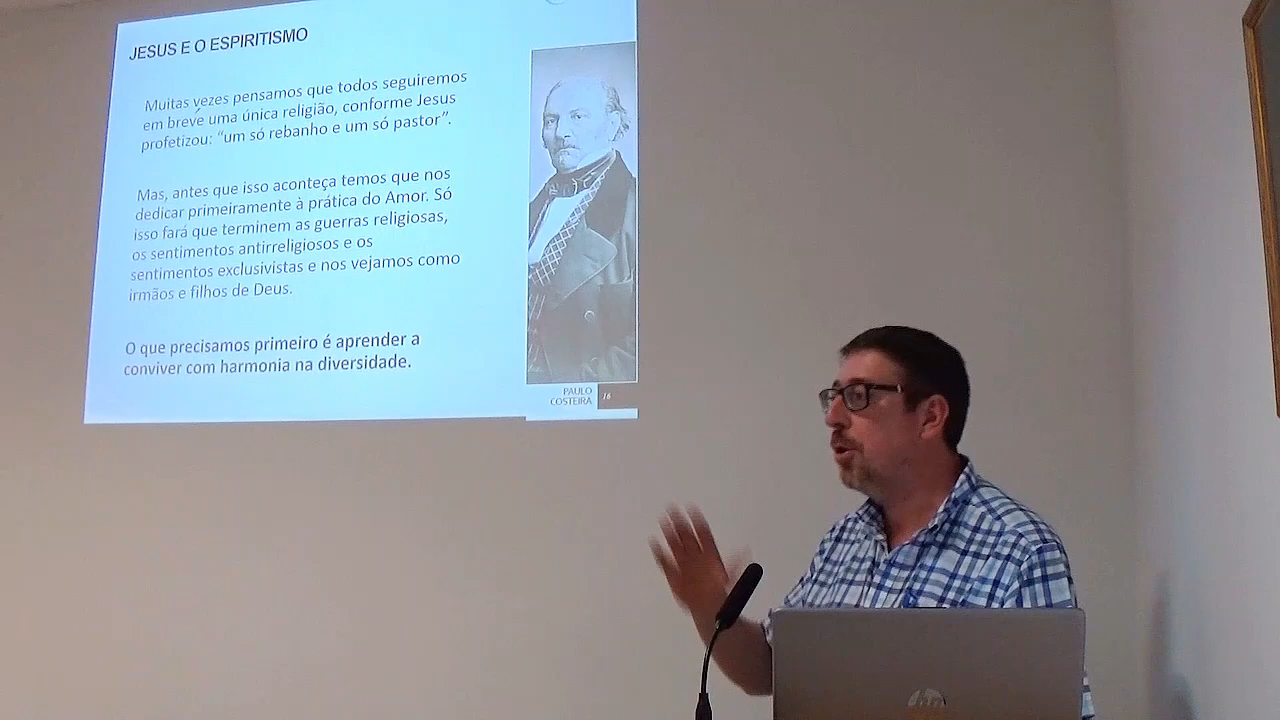 JESUS E O ESPIRITISMO
Muitas vezes pensamos que todos seguiremos
em breve uma única religião, conforme Jesus
profetizou: “um só rebanho e um só pastor”.
Mas, antes que isso aconteça temos que nos
dedicar primeiramente à prática do Amor. Só
isso fará que terminem as guerras religiosas,
os sentimentos antirreligiosos e os
sentimentos exclusivistas e nos vejamos como
irmãos e filhos de Deus.
O que precisamos primeiro é aprender a
conviver com harmonia na diversidade.
PAULO
COSTEIRA
16
hp